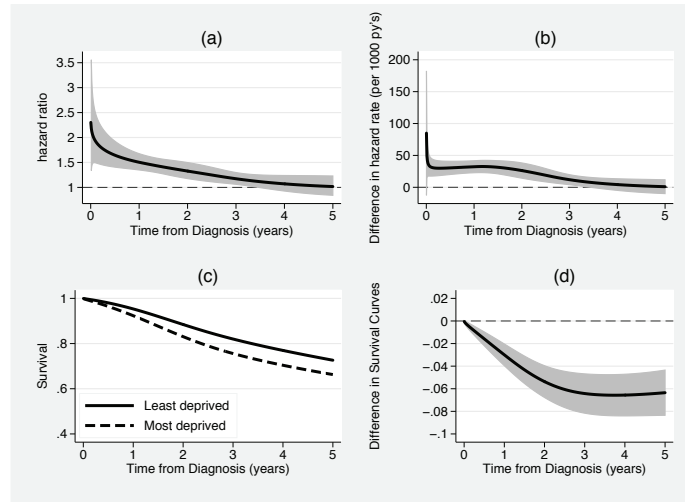 (a)
hazard ratio
3.5
3
2.5
2
1.5
1
0 1 2 3 4 5
Time from Diagnosis (years)
(b)
Difference in hazard rate (per 1000 py's)
200
150
100
50
0
0 1 2 3 4 5
Time from Diagnosis (years)
(c)
Survival
1
.8
.6
.4
Least deprived
Most deprived
0 1 2 3 4 5
Time from Diagnosis (years)
(d)
Difference in Survival Curves
.02
0
-.02
-.04
-.06
-.08
-.1
0 1 2 3 4 5
Time from Diagnosis (years)